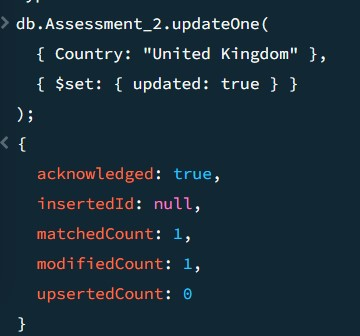 > db.Assessment_2.updateOne(
{ Country: "United Kingdom" },
{ $set: { updated: true } }
);
< {
acknowledged: true,
insertedId: null,
matchedCount: 1,
modifiedCount: 1,
upsertedCount: 0
}